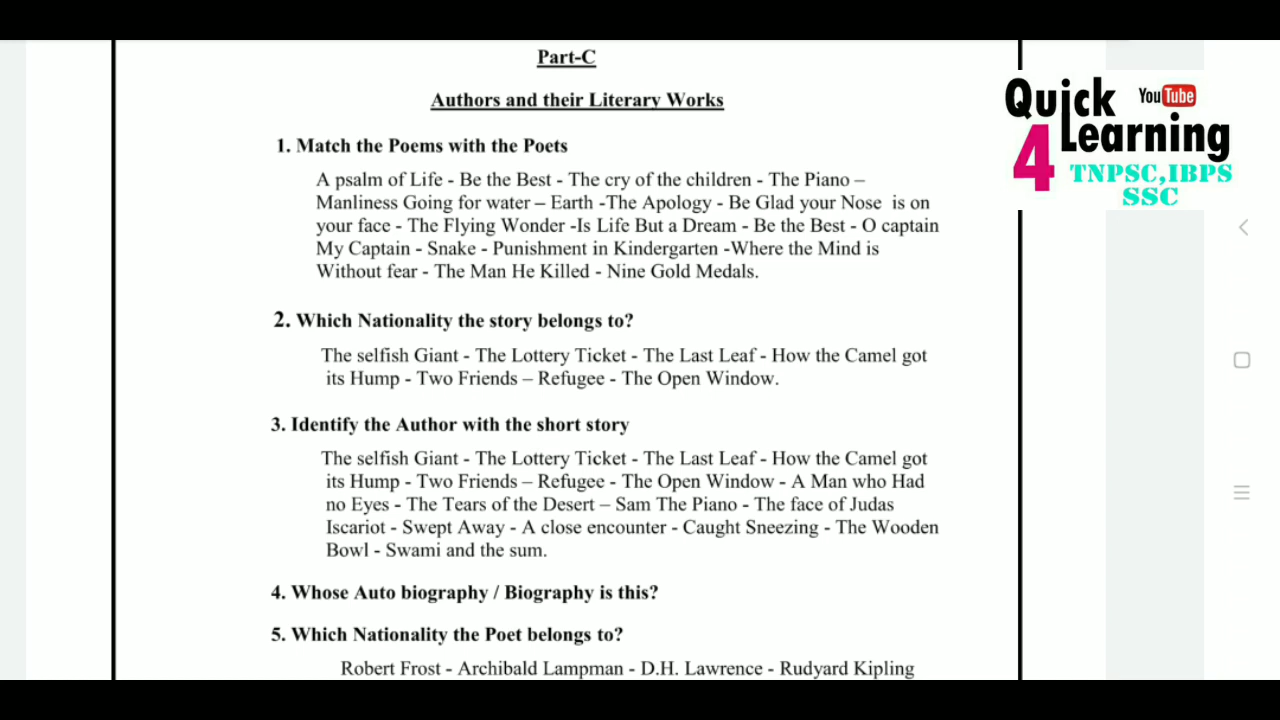 Part-C
Authors and their Literary Works
1. Match the Poems with the Poets
A psalm of Life - Be the Best - The cry of the children - The Piano –
Manliness Going for water – Earth -The Apology - Be Glad your Nose is on
your face - The Flying Wonder -Is Life But a Dream - Be the Best - O captain
My Captain - Snake - Punishment in Kindergarten -Where the Mind is
Without fear - The Man He Killed - Nine Gold Medals.
2. Which Nationality the story belongs to?
The selfish Giant - The Lottery Ticket - The Last Leaf - How the Camel got
its Hump - Two Friends – Refugee - The Open Window.
3. Identify the Author with the short story
The selfish Giant - The Lottery Ticket - The Last Leaf - How the Camel got
its Hump - Two Friends – Refugee - The Open Window - A Man who Had
no Eyes - The Tears of the Desert – Sam The Piano - The face of Judas
Iscariot - Swept Away - A close encounter - Caught Sneezing - The Wooden
Bowl - Swami and the sum.
4. Whose Auto biography / Biography is this?
5. Which Nationality the Poet belongs to?
Robert Frost - Archibald Lampman - D.H. Lawrence - Rudyard Kipling
Quick YouTube
4 Learning
TNPSC,IBPS
SSC